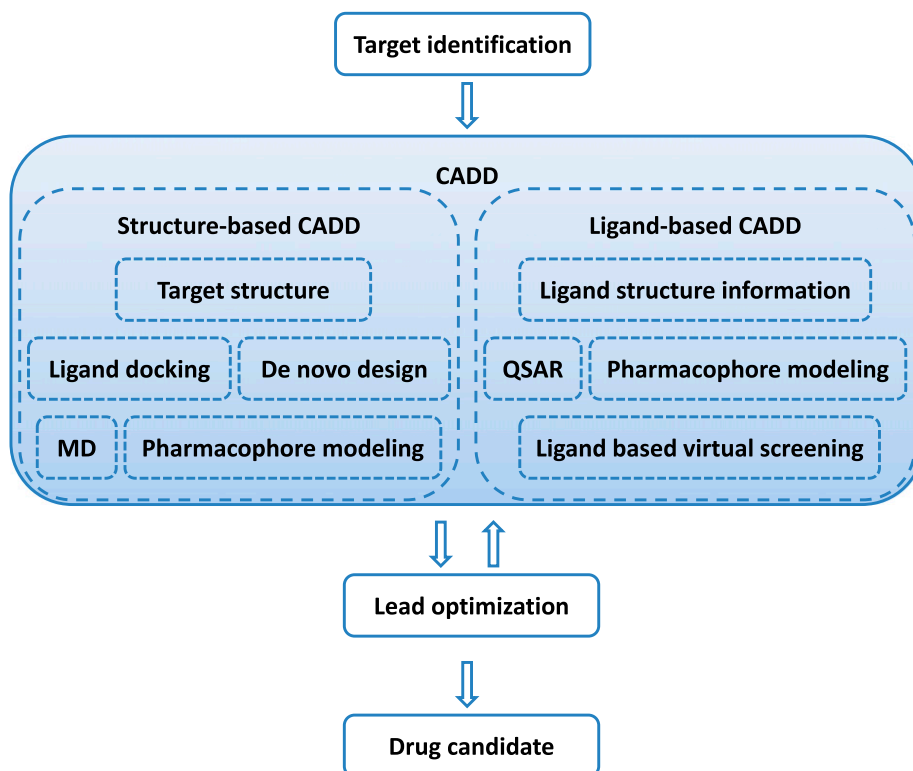 Target identification
CADD
Structure-based CADD
Target structure
Ligand docking
De novo design
MD
Pharmacophore modeling
Ligand-based CADD
Ligand structure information
QSAR
Pharmacophore modeling
Ligand based virtual screening
Lead optimization
Drug candidate